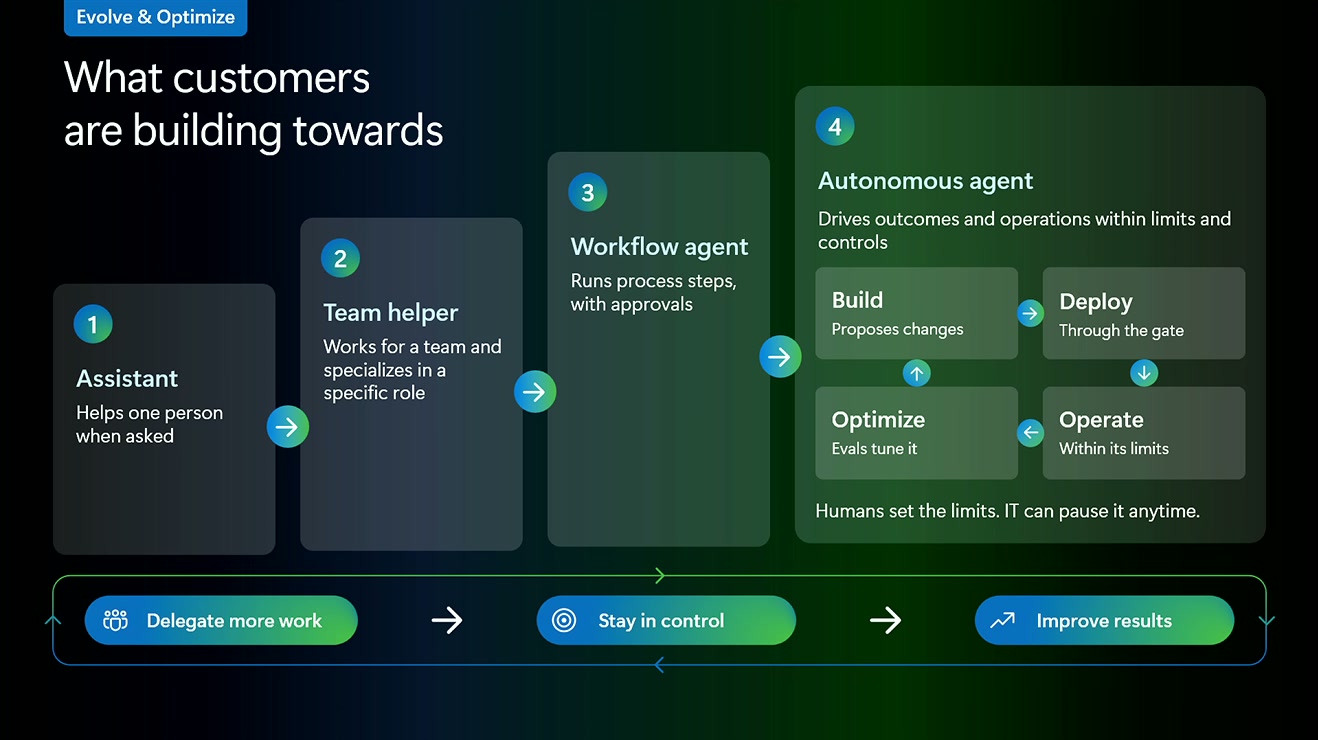 Evolve & Optimize
What customers
are building towards
1
Assistant
Helps one person
when asked
2
Team helper
Works for a team and
specializes in a
specific role
3
Workflow agent
Runs process steps,
with approvals
4
Autonomous agent
Drives outcomes and operations within limits and
controls
Build
Proposes changes
Deploy
Through the gate
Optimize
Evals tune it
Operate
Within its limits
Humans set the limits. IT can pause it anytime.
Delegate more work
Stay in control
Improve results